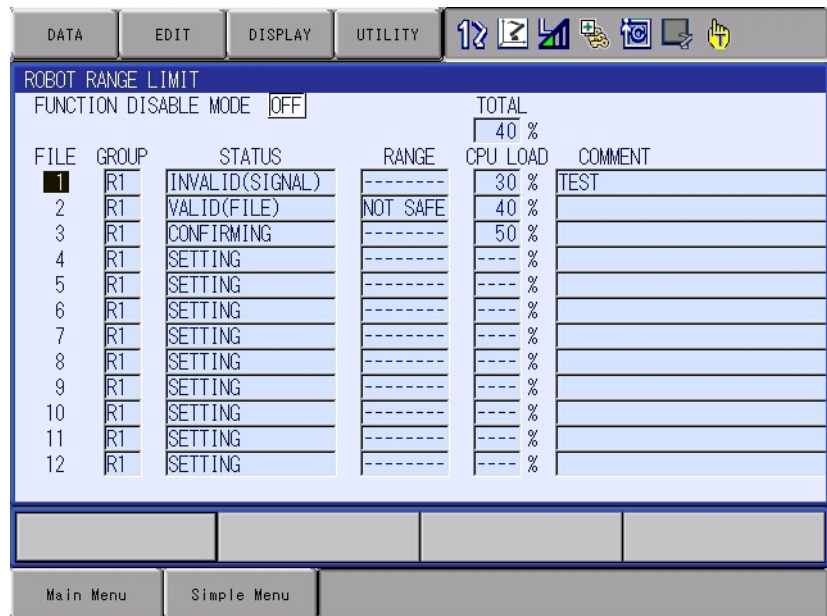 DATA EDIT DISPLAY UTILITY
ROBOT RANGE LIMIT
FUNCTION DISABLE MODE OFF TOTAL
40 %
FILE GROUP STATUS RANGE CPU LOAD COMMENT
1 R1 INVALID(SIGNAL) -------- 30 % TEST
2 R1 VALID(FILE) NOT SAFE 40 %
3 R1 CONFIRMING -------- 50 %
4 R1 SETTING -------- ---- %
5 R1 SETTING -------- ---- %
6 R1 SETTING -------- ---- %
7 R1 SETTING -------- ---- %
8 R1 SETTING -------- ---- %
9 R1 SETTING -------- ---- %
10 R1 SETTING -------- ---- %
11 R1 SETTING -------- ---- %
12 R1 SETTING -------- ---- %
Main Menu Simple Menu